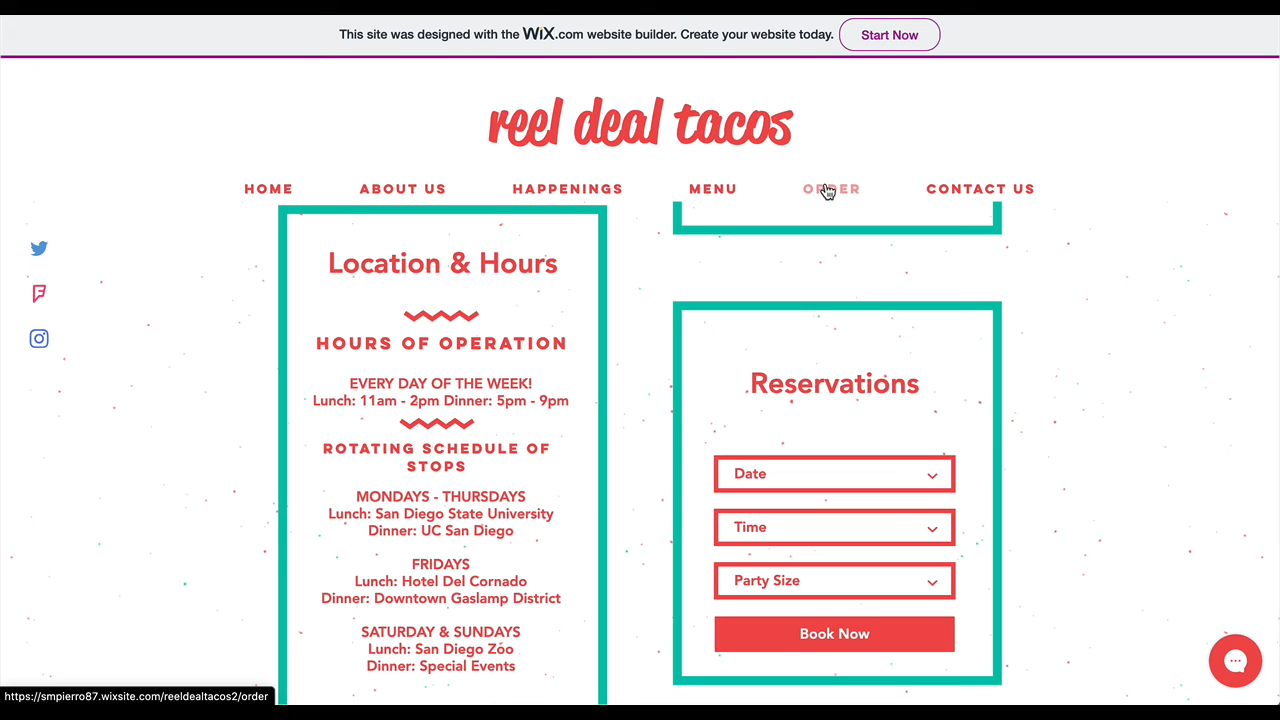 This site was designed with the WiX.com website builder. Create your website today. Start Now
reel deal tacos
HOME ABOUT US HAPPENINGS MENU ORDER CONTACT US
Location & Hours
HOURS OF OPERATION
EVERY DAY OF THE WEEK!
Lunch: 11am - 2pm Dinner: 5pm - 9pm
ROTATING SCHEDULE OF
STOPS
MONDAYS - THURSDAYS
Lunch: San Diego State University
Dinner: UC San Diego
FRIDAYS
Lunch: Hotel Del Cornado
Dinner: Downtown Gaslamp District
SATURDAY & SUNDAYS
Lunch: San Diego Zoo
Dinner: Special Events
Reservations
Date
Time
Party Size
Book Now
https://smpierro87.wixsite.com/reeldealtacos2/order